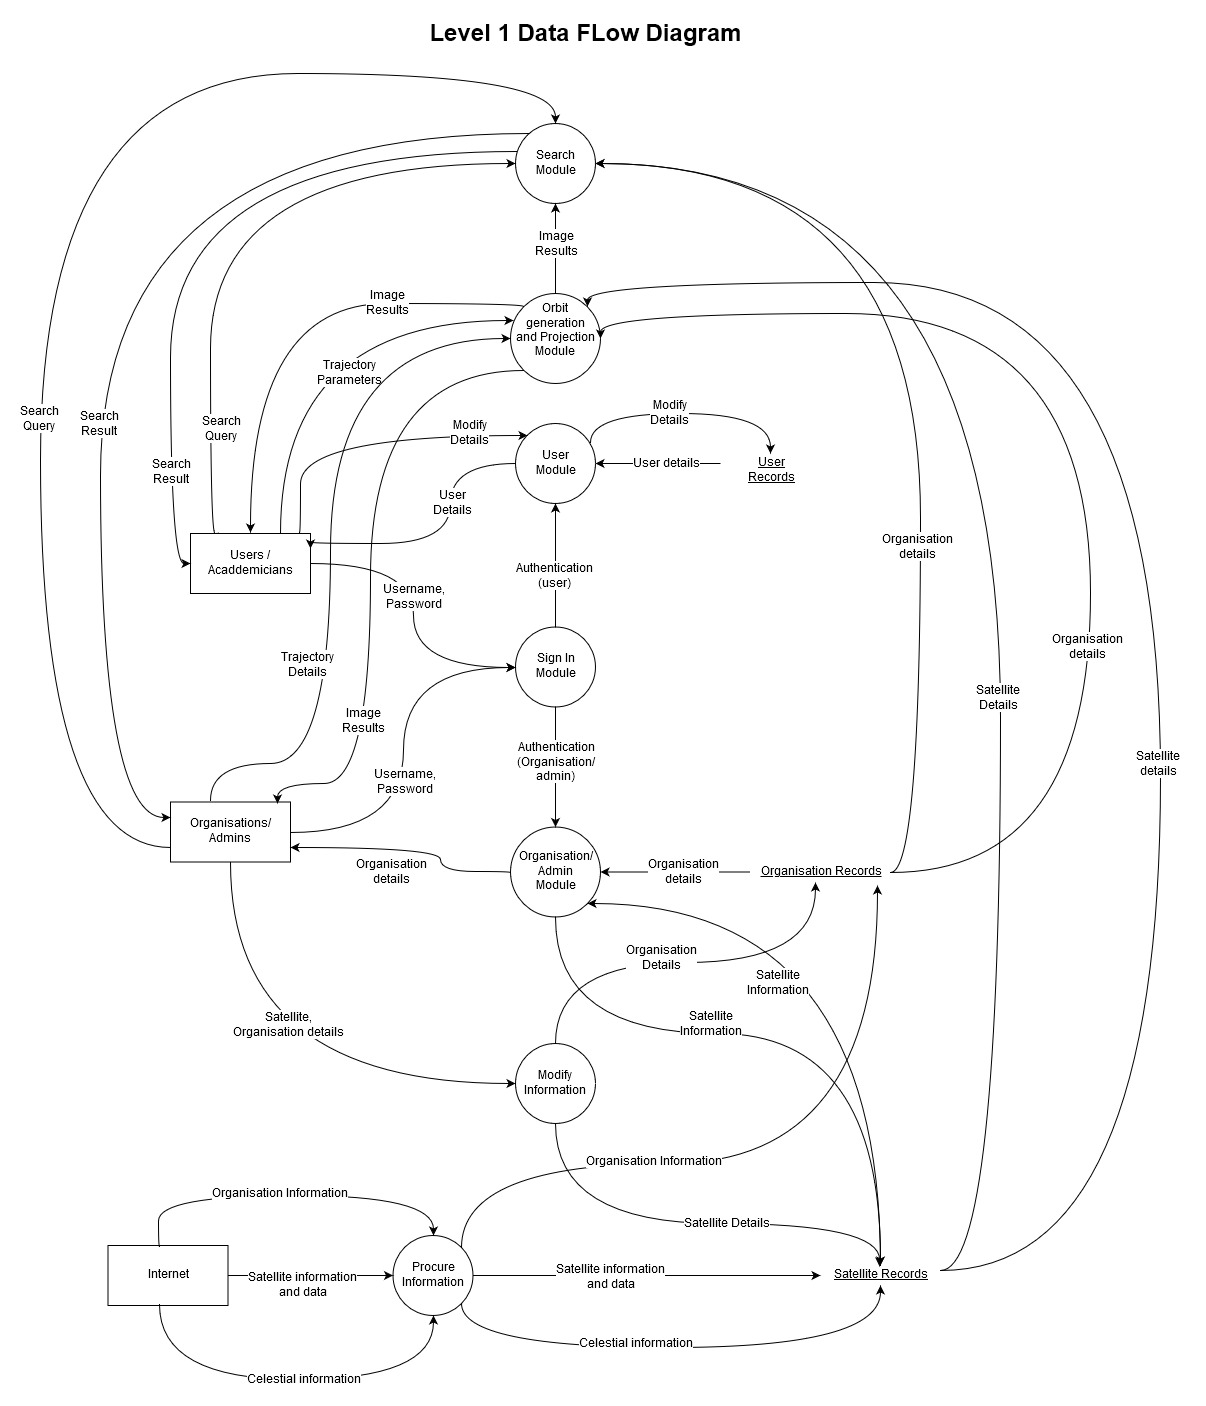 Level 1 Data FLow Diagram
Search
Module
Image
Results
Image
Results
Orbit
generation
and Projection
Module
Trajectory
Parameters
Search
Query
Search
Result
Search
Query
Search
Result
Modify
Details
User
Module
Modify
Details
User details
User
Records
User
Details
Users /
Acaddemicians
Username,
Password
Authentication
(user)
Organisation
details
Organisation
details
Sign In
Module
Trajectory
Details
Satellite
Details
Image
Results
Authentication
(Organisation/
admin)
Satellite
details
Username,
Password
Organisations/
Admins
Organisation
details
Organisation/
Admin
Module
Organisation
details
Organisation Records
Organisation
Details
Satellite
Information
Satellite,
Organisation details
Satellite
Information
Modify
Information
Organisation Information
Organisation Information
Satellite Details
Internet
Satellite information
and data
Procure
Information
Satellite information
and data
Satellite Records
Celestial information
Celestial information